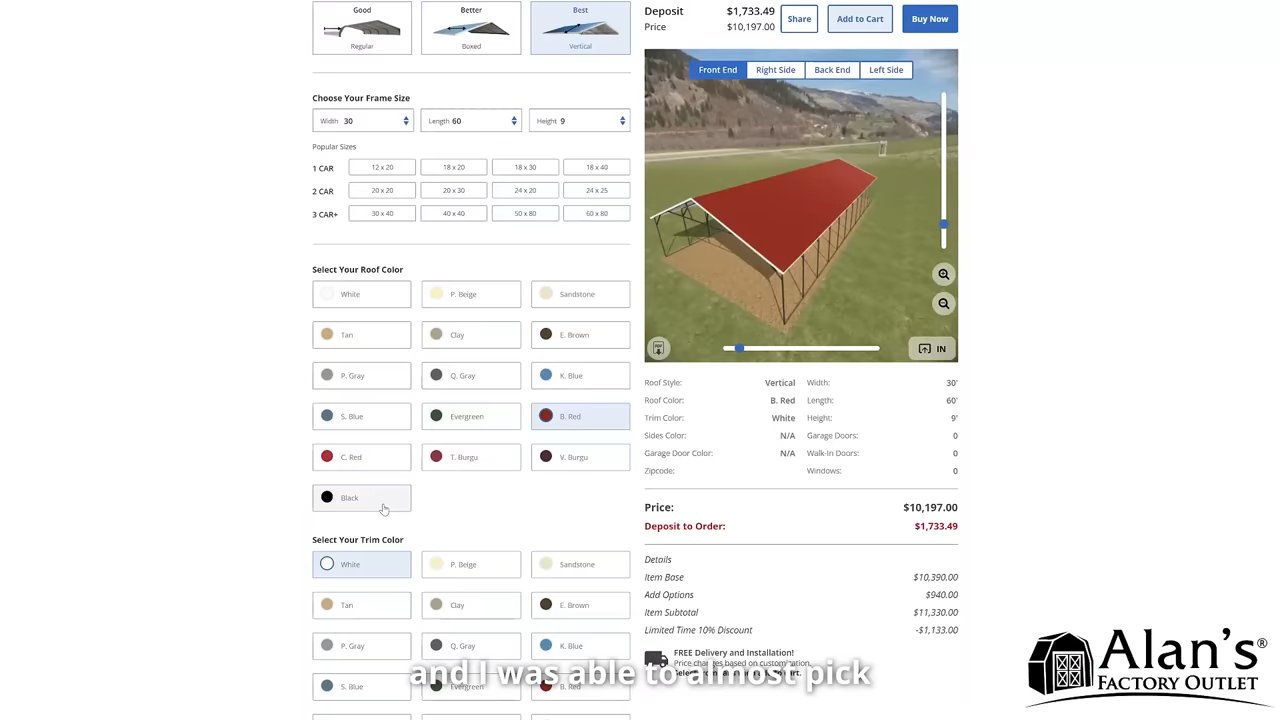 Good
Regular
Better
Boxed
Best
Vertical
Deposit $1,733.49
Price $10,197.00
Share
Add to Cart
Buy Now
Front End
Right Side
Back End
Left Side
IN
Choose Your Frame Size
Width 30
Length 60
Height 9
Popular Sizes
1 CAR 12 x 20 18 x 20 18 x 30 18 x 40
2 CAR 20 x 20 20 x 30 24 x 20 24 x 25
3 CAR+ 30 x 40 40 x 40 50 x 80 60 x 80
Select Your Roof Color
White P. Beige Sandstone
Tan Clay E. Brown
P. Gray Q. Gray K. Blue
S. Blue Evergreen B. Red
C. Red T. Burgu V. Burgu
Black
Select Your Trim Color
White P. Beige Sandstone
Tan Clay E. Brown
P. Gray Q. Gray K. Blue
S. Blue Evergreen B. Red
Roof Style: Vertical Width: 30'
Roof Color: B. Red Length: 60'
Trim Color: White Height: 9'
Sides Color: N/A Garage Doors: 0
Garage Door Color: N/A Walk-In Doors: 0
Zipcode: Windows: 0
Price: $10,197.00
Deposit to Order: $1,733.49
Details
Item Base $10,390.00
Add Options $940.00
Item Subtotal $11,330.00
Limited Time 10% Discount -$1,133.00
FREE Delivery and Installation!
Price changes based on customization.
and I was able to almost pick
Alan's®
FACTORY OUTLET